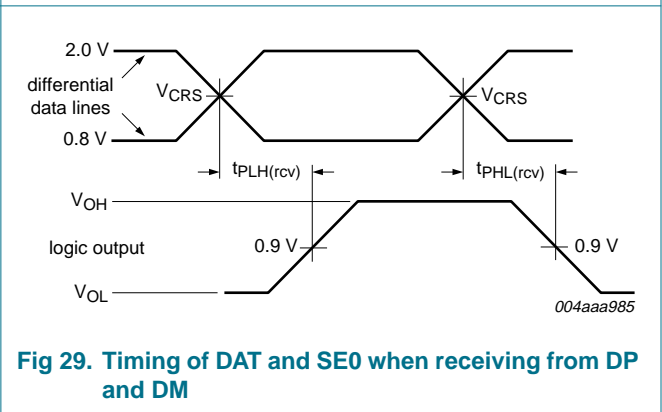 2.0 V
differential
data lines
VCRS
VCRS
0.8 V
tPLH(rcv)
tPHL(rcv)
VOH
logic output
0.9 V
0.9 V
VOL
004aaa985
Fig 29. Timing of DAT and SE0 when receiving from DP
and DM